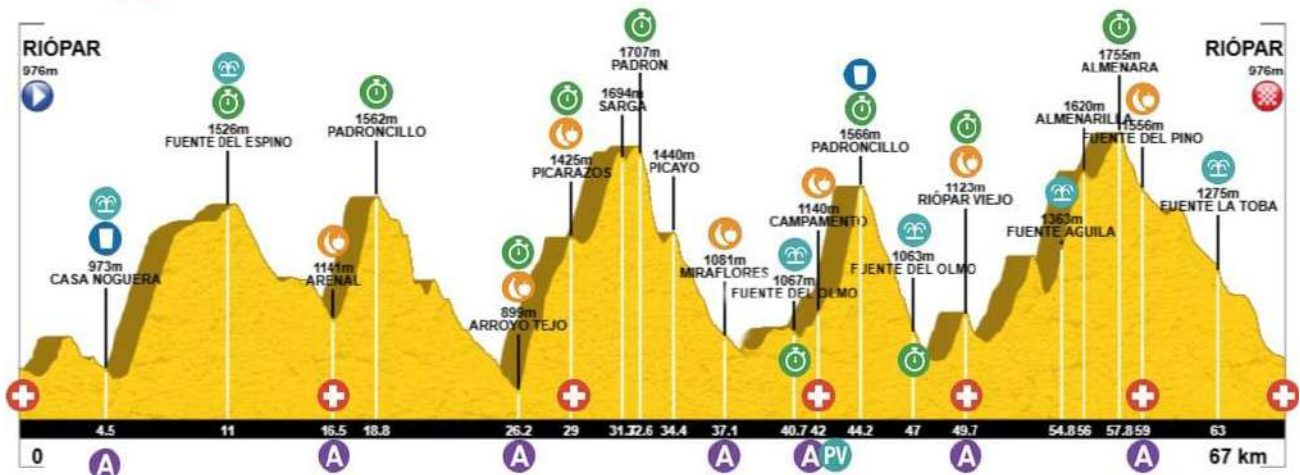 RIÓPAR
976m
973m
CASA NOGUERA
1526m
FUENTE DEL ESPINO
1141m
ARENAL
1562m
PADRONCILLO
899m
ARROYO TEJO
1425m
PICARAZOS
1694m
SARGA
1707m
PADRON
1440m
PICAYO
1081m
MIRAFLORES
1067m
FUENTE DEL OLMO
1140m
CAMPAMENTO
1566m
PADRONCILLO
1063m
FUENTE DEL OLMO
1123m
RIÓPAR VIEJO
1363m
FUENTE AGUILA
1620m
ALMENARILLA
1755m
ALMENARA
1556m
FUENTE DEL PINO
1275m
FUENTE LA TOBA
RIÓPAR
976m
4.5 11 16.5 18.8 26.2 29 32.6 34.4 37.1 40.7 42 44.2 47 49.7 54.8 56 57.8 59 63
0 A A A A A PV A A 67 km